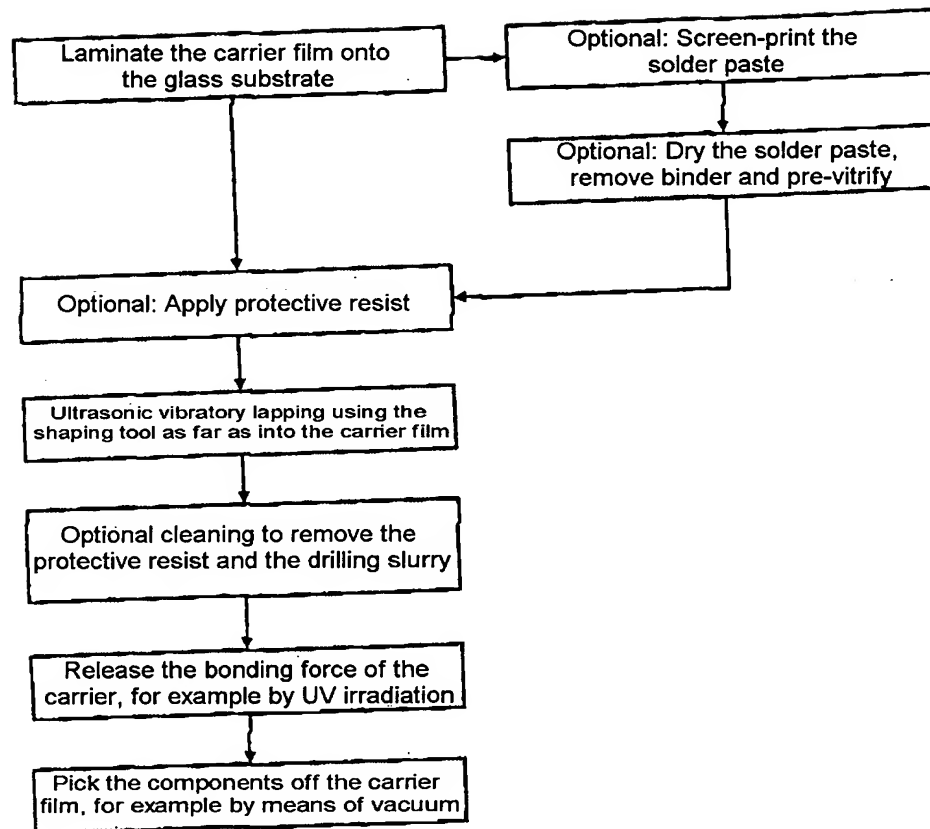 Laminate the carrier film onto
the glass substrate
Optional: Screen-print the
solder paste
Optional: Dry the solder paste,
remove binder and pre-vitrify
Optional: Apply protective resist
Ultrasonic vibratory lapping using the
shaping tool as far as into the carrier film
Optional cleaning to remove the
protective resist and the drilling slurry
Release the bonding force of the
carrier, for example by UV irradiation
Pick the components off the carrier
film, for example by means of vacuum